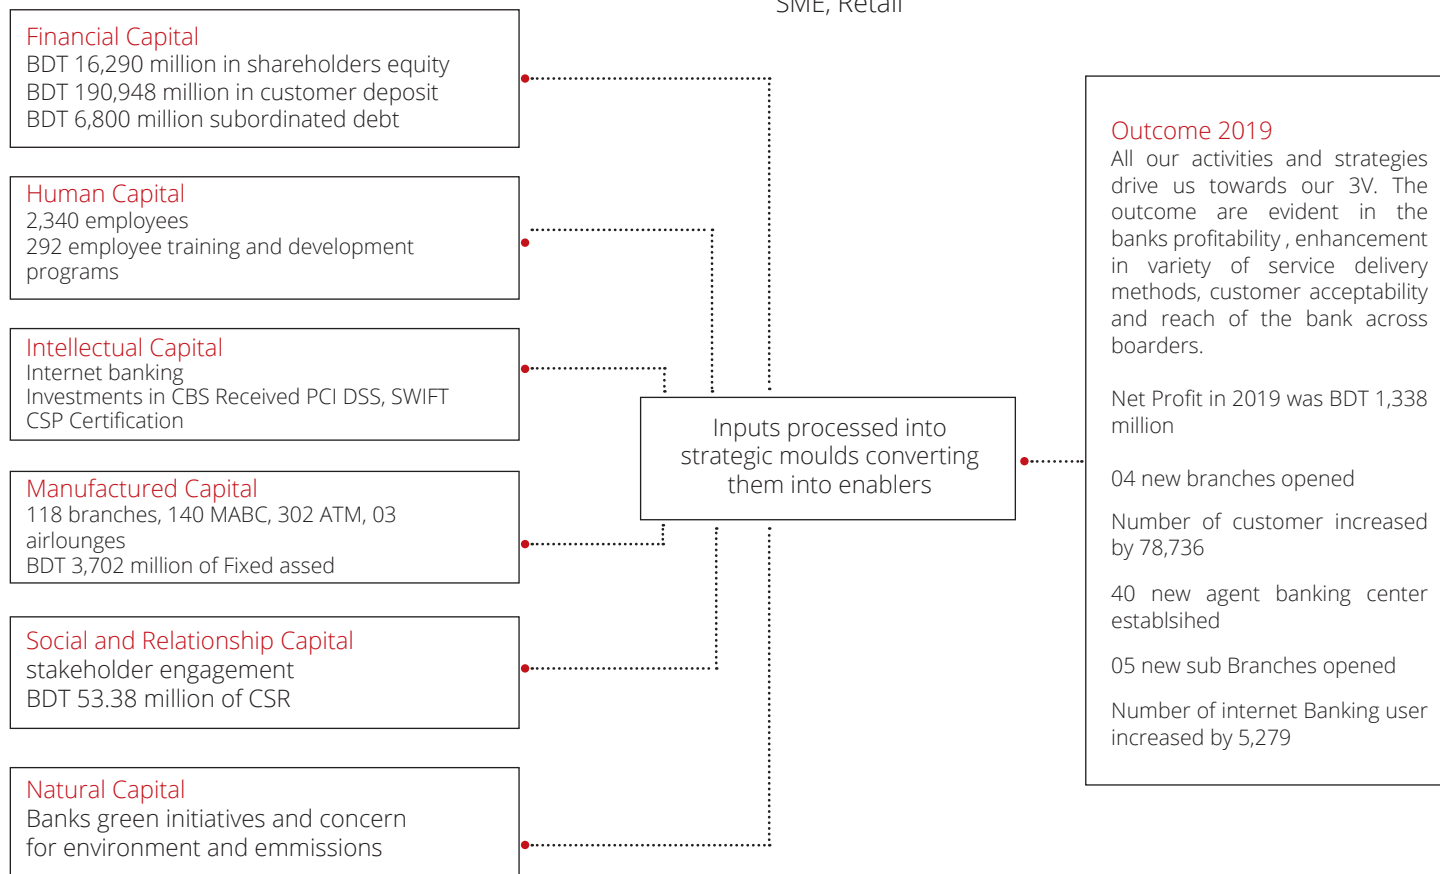 SME, Retail
Financial Capital
BDT 16,290 million in shareholders equity
BDT 190,948 million in customer deposit
BDT 6,800 million subordinated debt
Human Capital
2,340 employees
292 employee training and development
programs
Intellectual Capital
Internet banking
Investments in CBS Received PCI DSS, SWIFT
CSP Certification
Manufactured Capital
118 branches, 140 MABC, 302 ATM, 03
airlounges
BDT 3,702 million of Fixed assed
Social and Relationship Capital
stakeholder engagement
BDT 53.38 million of CSR
Natural Capital
Banks green initiatives and concern
for environment and emmissions
Inputs processed into
strategic moulds converting
them into enablers
Outcome 2019
All our activities and strategies
drive us towards our 3V. The
outcome are evident in the
banks profitability , enhancement
in variety of service delivery
methods, customer acceptability
and reach of the bank across
boarders.
Net Profit in 2019 was BDT 1,338
million
04 new branches opened
Number of customer increased
by 78,736
40 new agent banking center
establsihed
05 new sub Branches opened
Number of internet Banking user
increased by 5,279